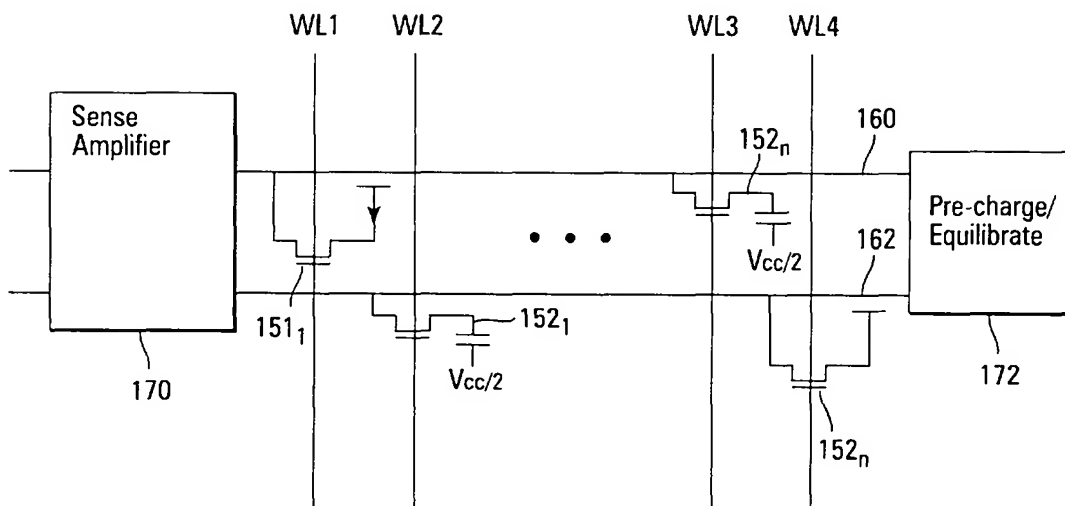 WL1 WL2 WL3 WL4
Sense
Amplifier
160
152n
Pre-charge/
Equilibrate
Vcc/2
162
151₁
152₁
Vcc/2
170
172
152n